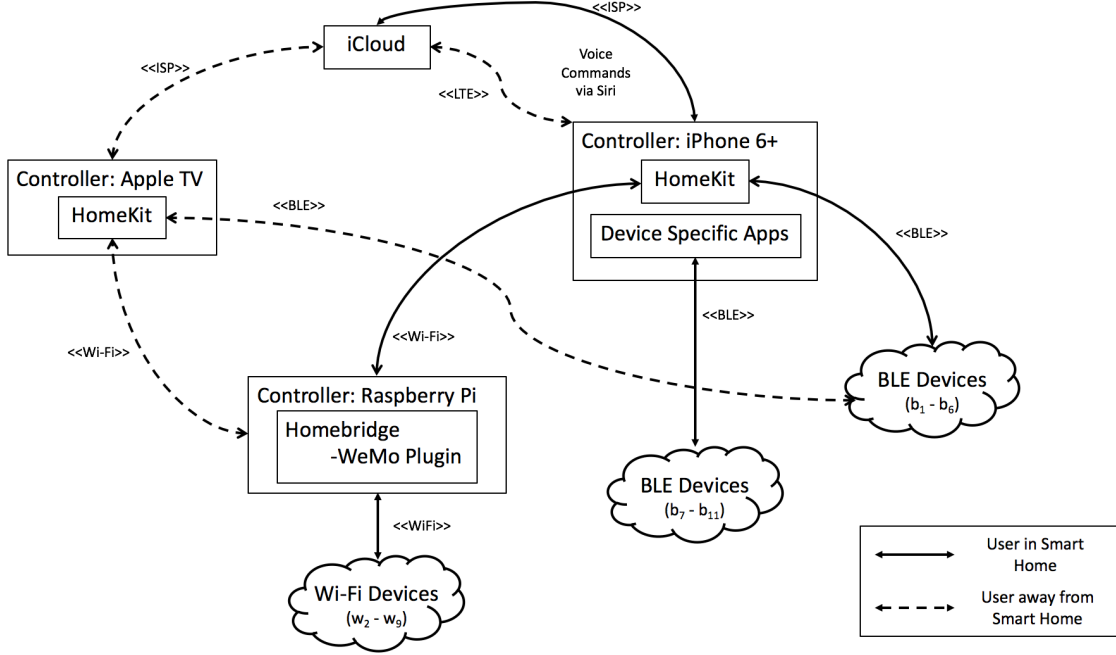 <<ISP>>
iCloud
Voice
Commands
via Siri
<<ISP>>
<<LTE>>
Controller: iPhone 6+
HomeKit
Device Specific Apps
Controller: Apple TV
HomeKit
<<BLE>>
<<BLE>>
<<BLE>>
<<Wi-Fi>>
<<Wi-Fi>>
BLE Devices
(b₁ - b₆)
Controller: Raspberry Pi
Homebridge
-WeMo Plugin
BLE Devices
(b₇ - b₁₁)
<<WiFi>>
Wi-Fi Devices
(w₂ - w₉)
User in Smart
Home
User away from
Smart Home